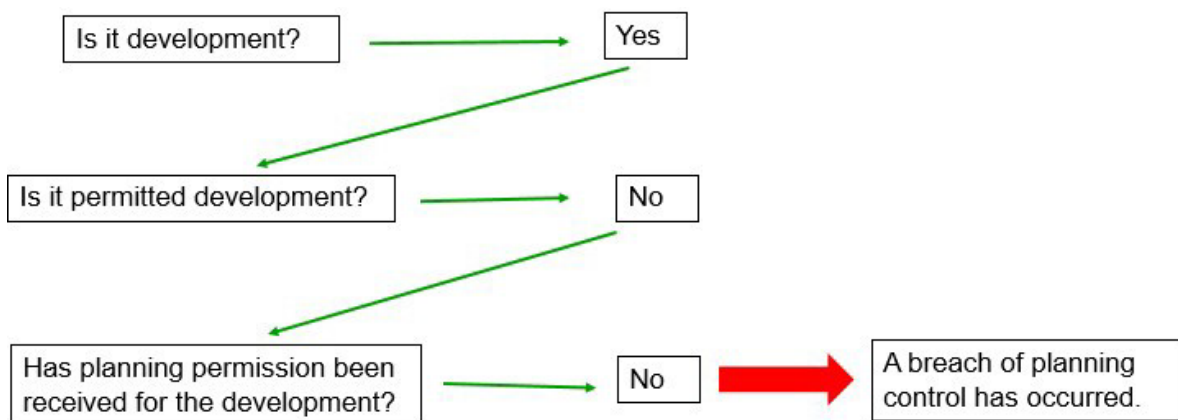 Is it development?
Yes
Is it permitted development?
No
Has planning permission been
received for the development?
No
A breach of planning
control has occurred.